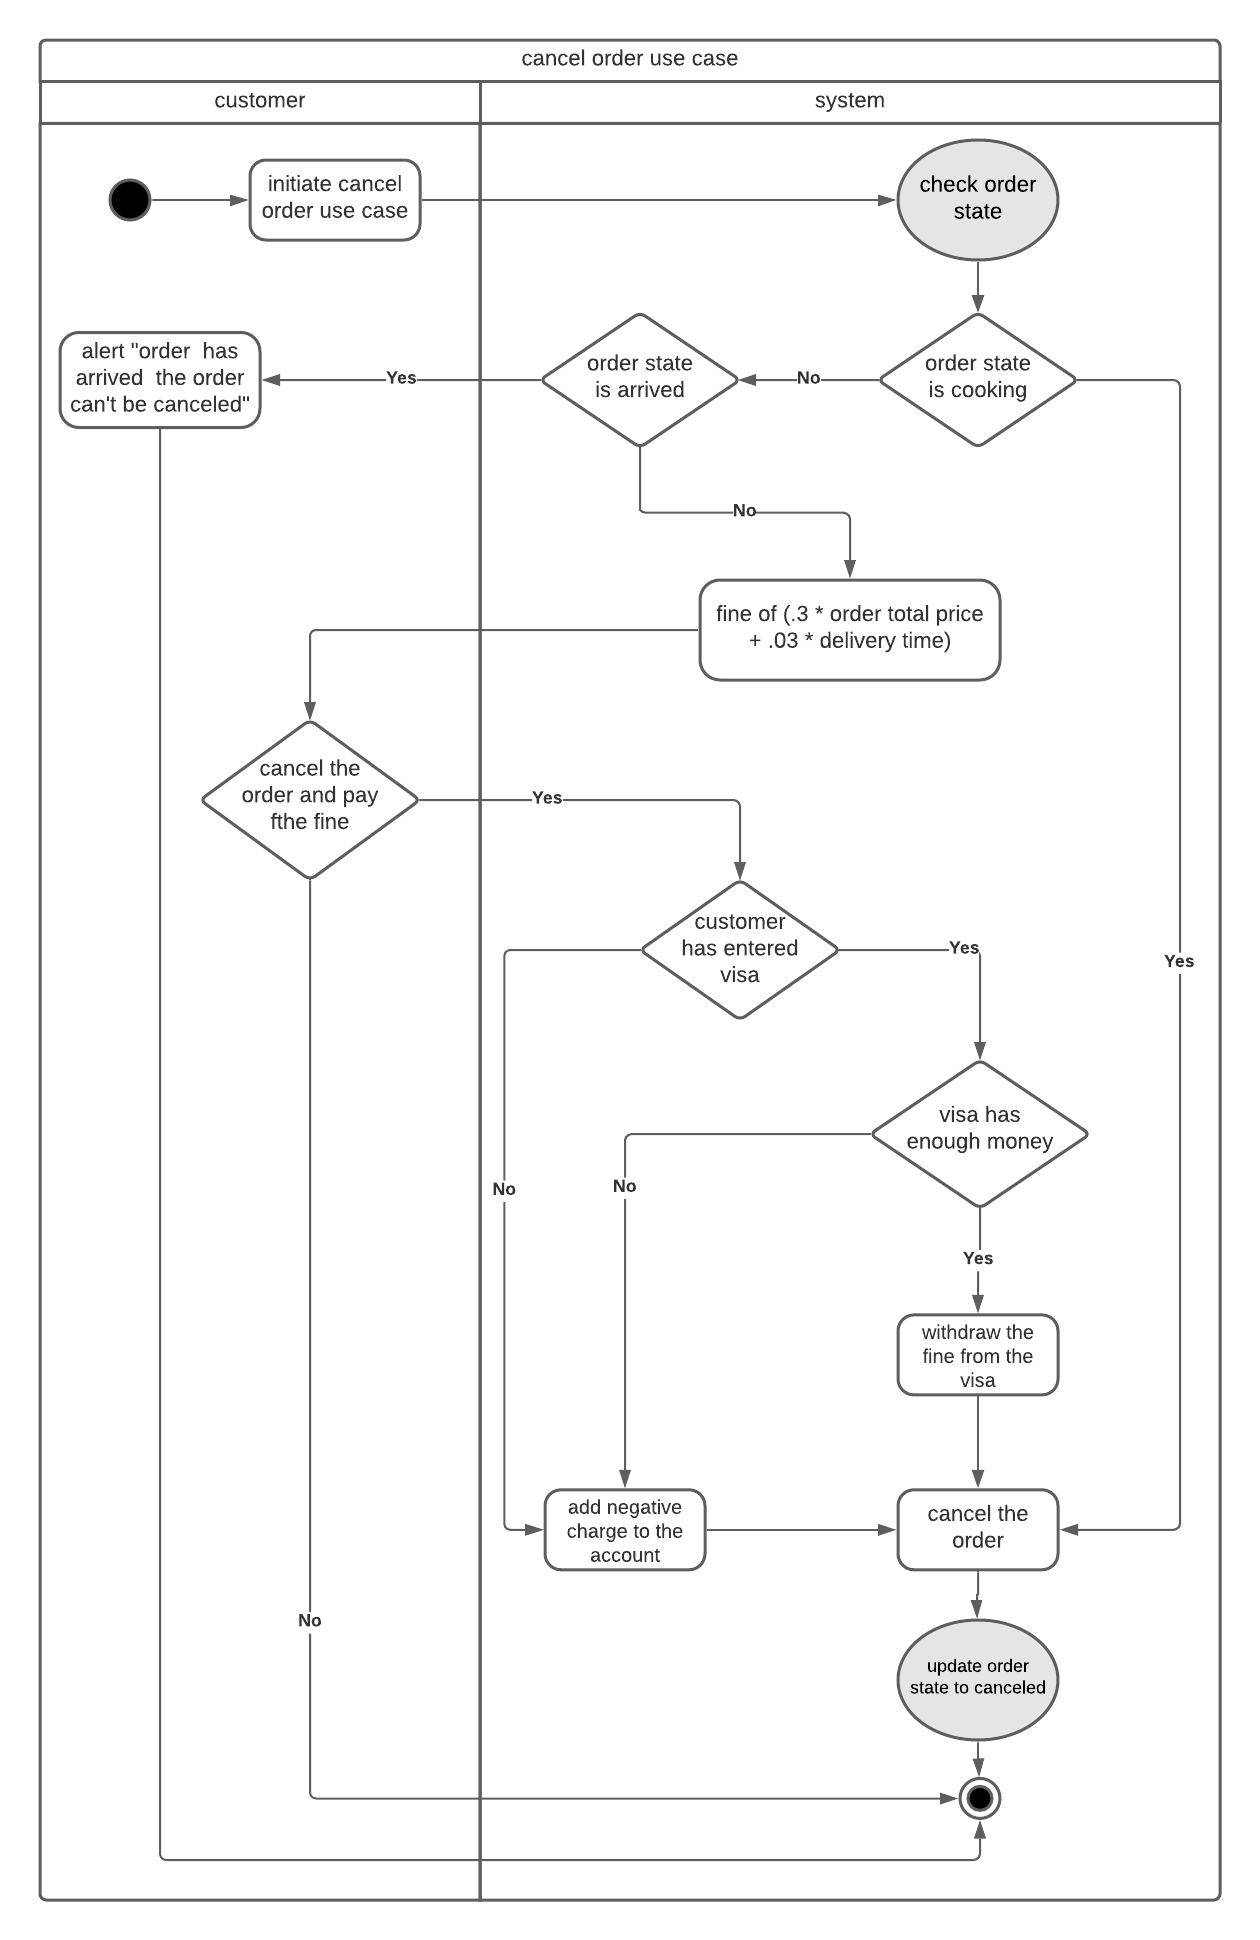 cancel order use case
customer
system
initiate cancel
order use case
check order
state
alert "order  has
arrived  the order
can't be canceled"
Yes
order state
is arrived
No
order state
is cooking
No
fine of (.3 * order total price
+ .03 * delivery time)
cancel the
order and pay
fthe fine
Yes
customer
has entered
visa
Yes
Yes
visa has
enough money
No
No
Yes
withdraw the
fine from the
visa
add negative
charge to the
account
cancel the
order
No
update order
state to canceled